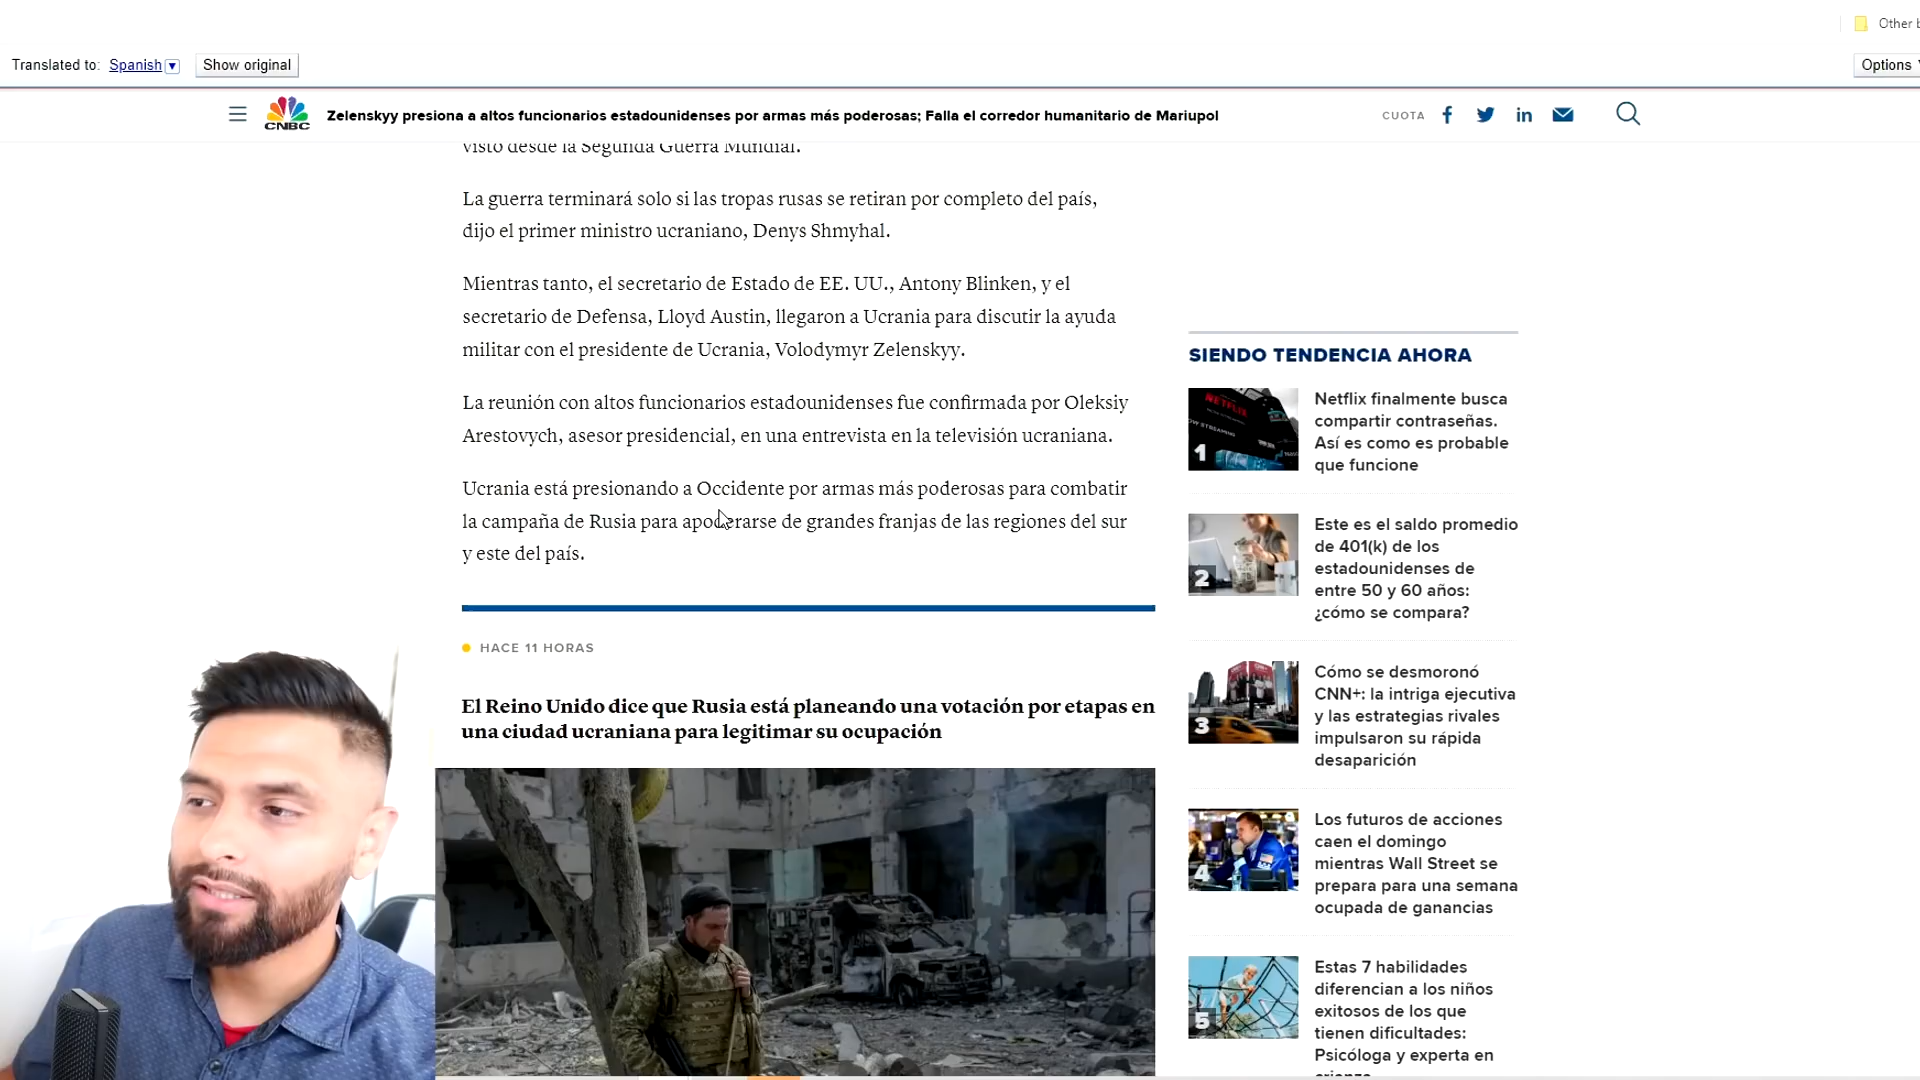 Other
Translated to: Spanish Show original
Options
CNBC
Zelenskyy presiona a altos funcionarios estadounidenses por armas más poderosas; Falla el corredor humanitario de Mariupol
CUOTA
visto desde la Segunda Guerra Mundial.
La guerra terminará solo si las tropas rusas se retiran por completo del país,
dijo el primer ministro ucraniano, Denys Shmyhal.
Mientras tanto, el secretario de Estado de EE. UU., Antony Blinken, y el
secretario de Defensa, Lloyd Austin, llegaron a Ucrania para discutir la ayuda
militar con el presidente de Ucrania, Volodymyr Zelenskyy.
La reunión con altos funcionarios estadounidenses fue confirmada por Oleksiy
Arestovych, asesor presidencial, en una entrevista en la televisión ucraniana.
Ucrania está presionando a Occidente por armas más poderosas para combatir
la campaña de Rusia para apoderarse de grandes franjas de las regiones del sur
y este del país.
HACE 11 HORAS
El Reino Unido dice que Rusia está planeando una votación por etapas en
una ciudad ucraniana para legitimar su ocupación
SIENDO TENDENCIA AHORA
NETFLIX
1
Netflix finalmente busca
compartir contraseñas.
Así es como es probable
que funcione
2
Este es el saldo promedio
de 401(k) de los
estadounidenses de
entre 50 y 60 años:
¿cómo se compara?
3
Cómo se desmoronó
CNN+: la intriga ejecutiva
y las estrategias rivales
impulsaron su rápida
desaparición
4
Los futuros de acciones
caen el domingo
mientras Wall Street se
prepara para una semana
ocupada de ganancias
5
Estas 7 habilidades
diferencian a los niños
exitosos de los que
tienen dificultades:
Psicóloga y experta en